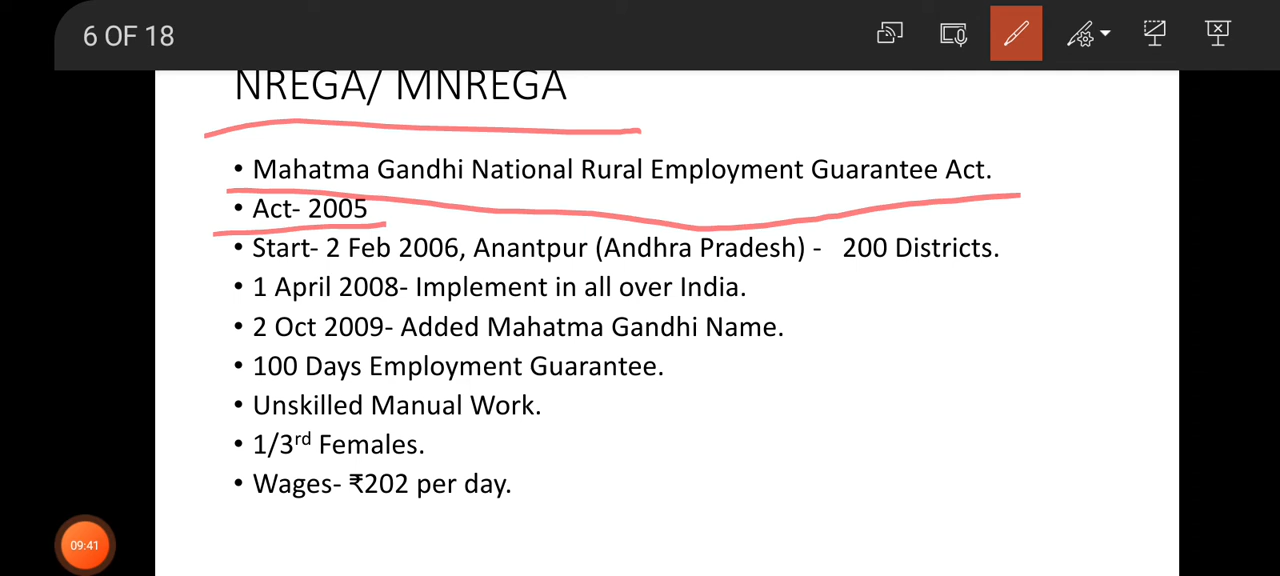 6 OF 18
NREGA/ MNREGA
• Mahatma Gandhi National Rural Employment Guarantee Act.
• Act- 2005
• Start- 2 Feb 2006, Anantpur (Andhra Pradesh) - 200 Districts.
• 1 April 2008- Implement in all over India.
• 2 Oct 2009- Added Mahatma Gandhi Name.
• 100 Days Employment Guarantee.
• Unskilled Manual Work.
• 1/3rd Females.
• Wages- ₹202 per day.
09:41